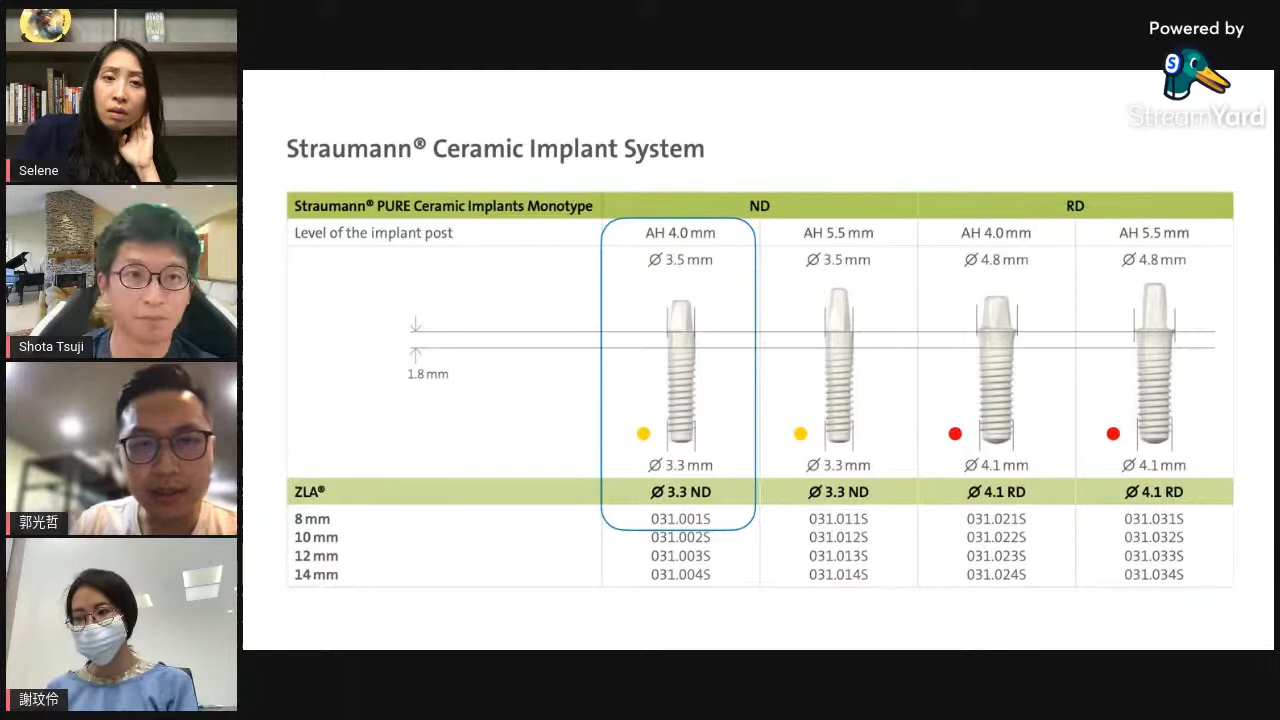 Powered by
S
StreamYard
Selene
Shota Tsuji
郭光哲
謝玟伶
Straumann® Ceramic Implant System
Straumann® PURE Ceramic Implants Monotype ND RD
Level of the implant post AH 4.0 mm AH 5.5 mm AH 4.0 mm AH 5.5 mm
Ø 3.5 mm Ø 3.5 mm Ø 4.8 mm Ø 4.8 mm
1.8 mm
Ø 3.3 mm Ø 3.3 mm Ø 4.1 mm Ø 4.1 mm
ZLA® Ø 3.3 ND Ø 3.3 ND Ø 4.1 RD Ø 4.1 RD
8 mm 031.001S 031.011S 031.021S 031.031S
10 mm 031.002S 031.012S 031.022S 031.032S
12 mm 031.003S 031.013S 031.023S 031.033S
14 mm 031.004S 031.014S 031.024S 031.034S